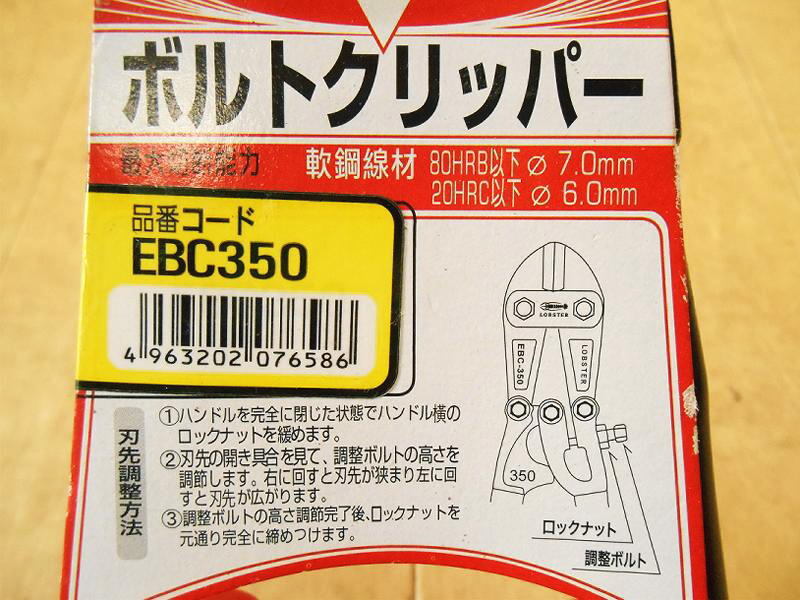 ボルトクリッパー
最大切断能力 軟鋼線材 80HRB以下 ø 7.0mm
20HRC以下 ø 6.0mm
品番コード
EBC350
4 963202 076586
刃先調整方法
①ハンドルを完全に閉じた状態でハンドル横の
ロックナットを緩めます。
②刃先の開き具合を見て、調整ボルトの高さを
調節します。右に回すと刃先が狭まり左に回
すと刃先が広がります。
③調整ボルトの高さ調節完了後、ロックナットを
元通り完全に締めつけます。
LOBSTER
EBC-350
LOBSTER
350
ロックナット
調整ボルト